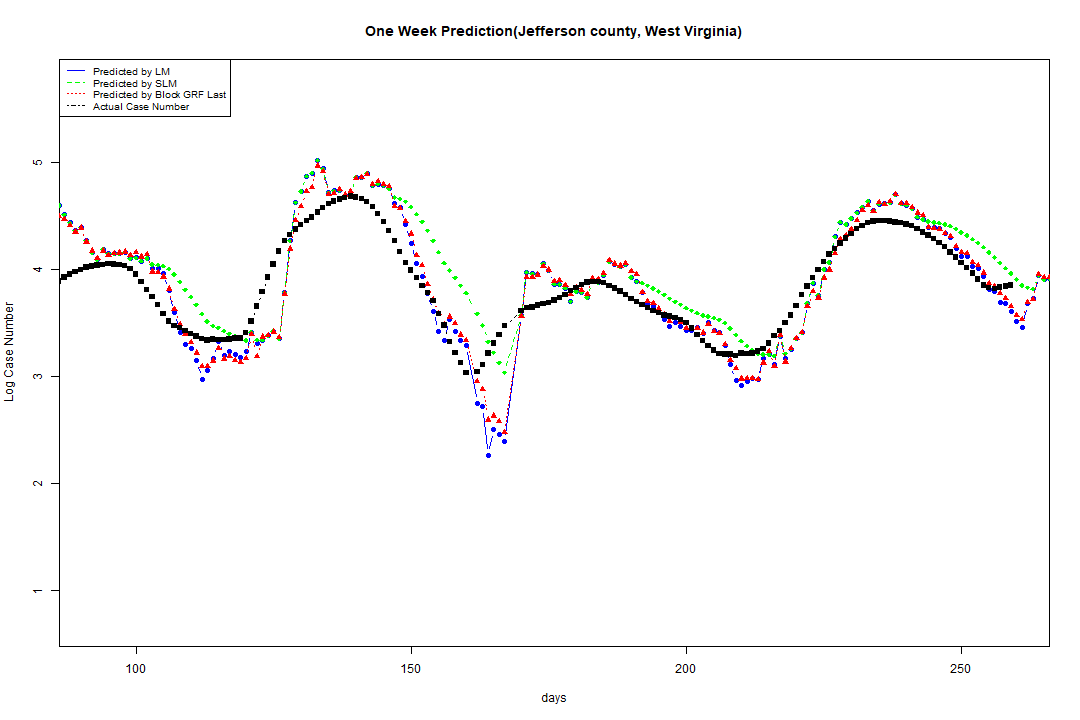 One Week Prediction(Jefferson county, West Virginia)
Predicted by LM
Predicted by SLM
Predicted by Block GRF Last
Actual Case Number
5
4
3
2
1
Log Case Number
100 150 200 250
days